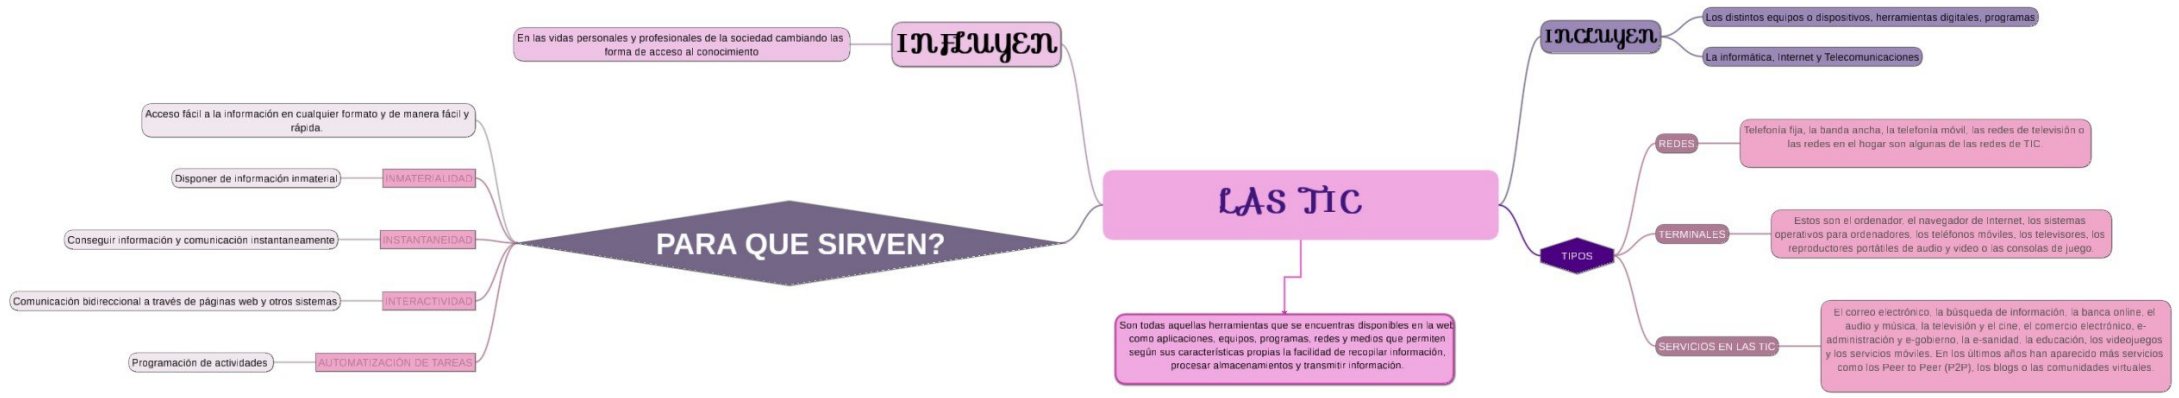 LAS TIC
Son todas aquellas herramientas que se encuentras disponibles en la web
como aplicaciones, equipos, programas, redes y medios que permiten
según sus características propias la facilidad de recopilar información,
procesar almacenamientos y transmitir información.
INFLUYEN
En las vidas personales y profesionales de la sociedad cambiando las
forma de acceso al conocimiento
PARA QUE SIRVEN?
Acceso fácil a la información en cualquier formato y de manera fácil y
rápida.
INMATERIALIDAD
Disponer de información inmaterial
INSTANTANEIDAD
Conseguir información y comunicación instantaneamente
INTERACTIVIDAD
Comunicación bidireccional a través de páginas web y otros sistemas
AUTOMATIZACIÓN DE TAREAS
Programación de actividades
INCLUYEN
Los distintos equipos o dispositivos, herramientas digitales, programas
La informática, Internet y Telecomunicaciones
TIPOS
REDES
Telefonía fija, la banda ancha, la telefonía móvil, las redes de televisión o
las redes en el hogar son algunas de las redes de TIC.
TERMINALES
Estos son el ordenador, el navegador de Internet, los sistemas
operativos para ordenadores, los teléfonos móviles, los televisores, los
reproductores portátiles de audio y video o las consolas de juego.
SERVICIOS EN LAS TIC
El correo electrónico, la búsqueda de información, la banca online, el
audio y música, la televisión y el cine, el comercio electrónico, e-
administración y e-gobierno, la e-sanidad, la educación, los videojuegos
y los servicios móviles. En los últimos años han aparecido más servicios
como los Peer to Peer (P2P), los blogs o las comunidades virtuales.